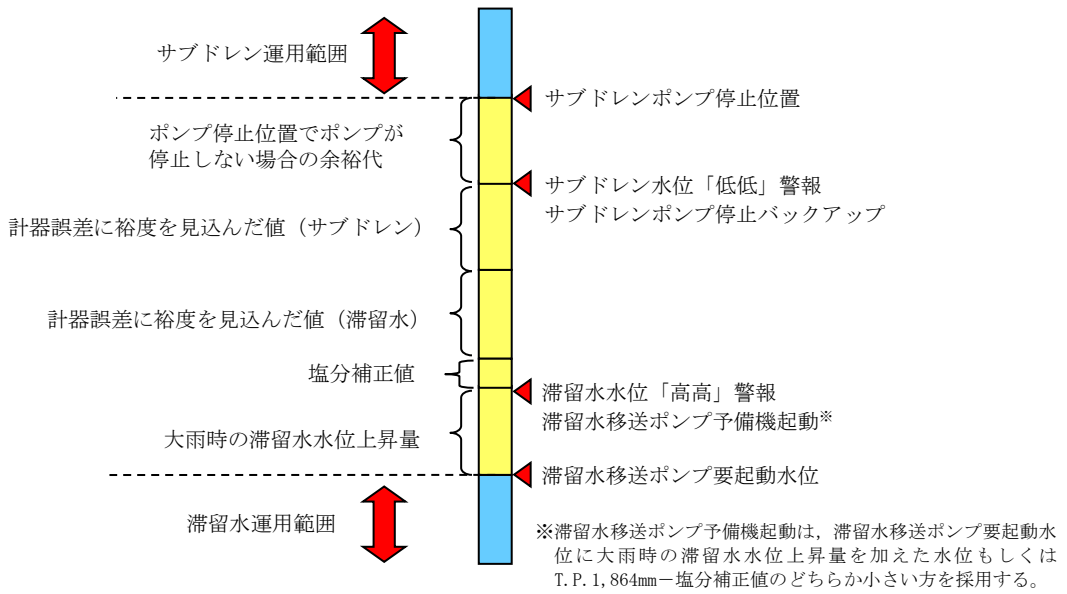 サブドレン運用範囲
サブドレンポンプ停止位置
ポンプ停止位置でポンプが
停止しない場合の余裕代
サブドレン水位「低低」警報
サブドレンポンプ停止バックアップ
計器誤差に裕度を見込んだ値（サブドレン）
計器誤差に裕度を見込んだ値（滞留水）
塩分補正値
滞留水水位「高高」警報
滞留水移送ポンプ予備機起動※
大雨時の滞留水水位上昇量
滞留水移送ポンプ要起動水位
滞留水運用範囲
※滞留水移送ポンプ予備機起動は，滞留水移送ポンプ要起動水
位に大雨時の滞留水水位上昇量を加えた水位もしくは
T.P.1,864mm－塩分補正値のどちらか小さい方を採用する。